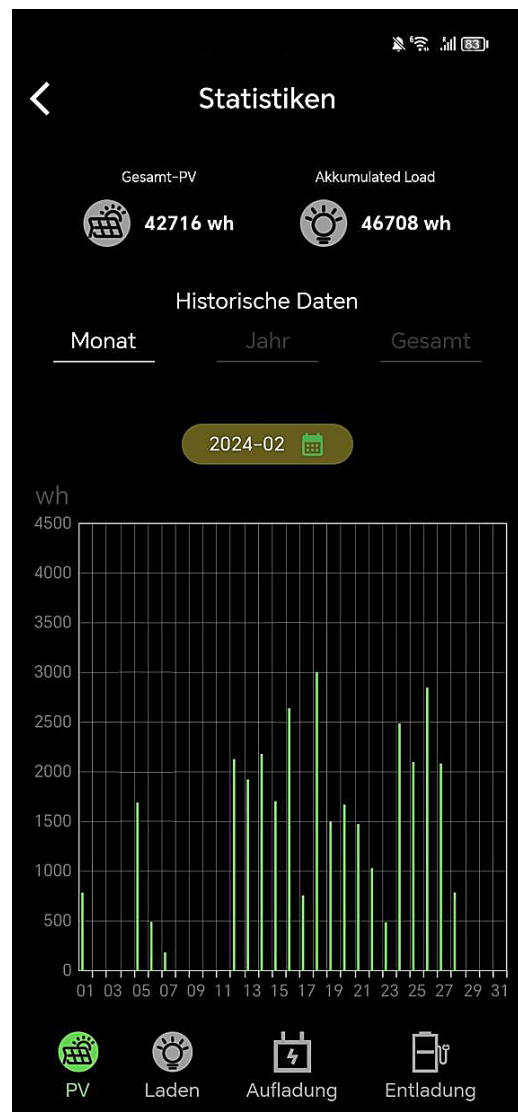 83
Statistiken
Gesamt-PV Akkumulated Load
42716 wh 46708 wh
Historische Daten
Monat Jahr Gesamt
2024-02
wh
4500
4000
3500
3000
2500
2000
1500
1000
500
0
01 03 05 07 09 11 13 15 17 19 21 23 25 27 29 31
PV Laden Aufladung Entladung